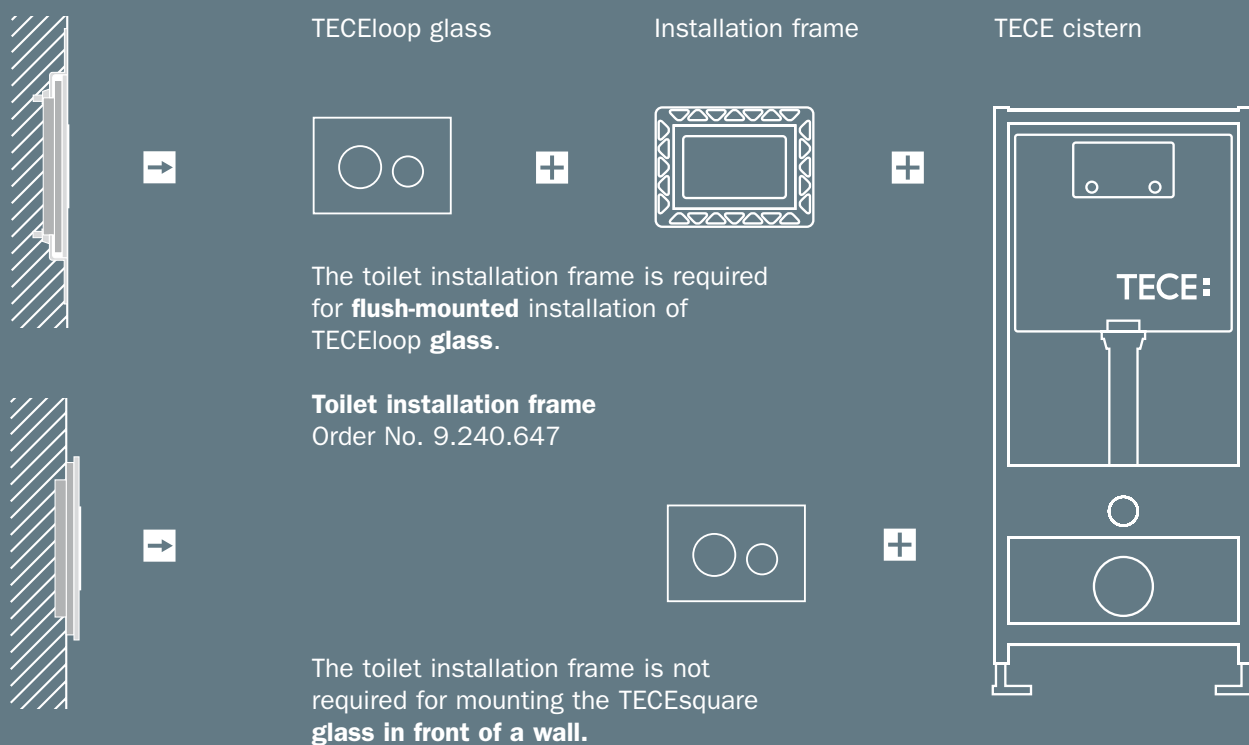 TECEloop glass
Installation frame
TECE cistern
The toilet installation frame is required
for flush-mounted installation of
TECEloop glass.
TECE:
Toilet installation frame
Order No. 9.240.647
The toilet installation frame is not
required for mounting the TECEsquare
glass in front of a wall.